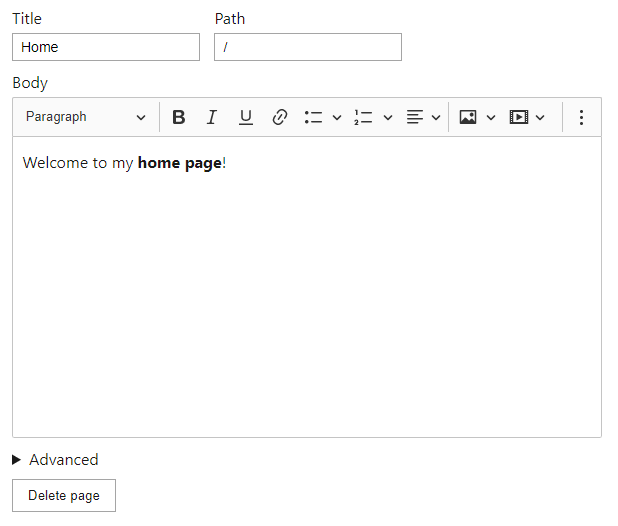 Title Path
Home /
Body
Paragraph B I U
Welcome to my home page!
Advanced
Delete page